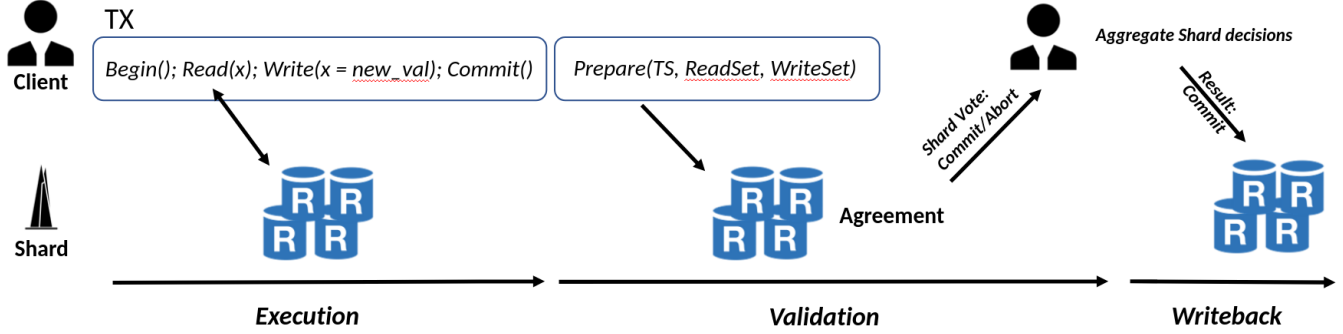 TX
Begin(); Read(x); Write(x = new_val); Commit()
Prepare(TS, ReadSet, WriteSet)
Aggregate Shard decisions
Client
Shard Vote:
Commit/Abort
Result:
Commit
R R
R R
R R
R R
R R
R R
Agreement
Shard
Execution
Validation
Writeback